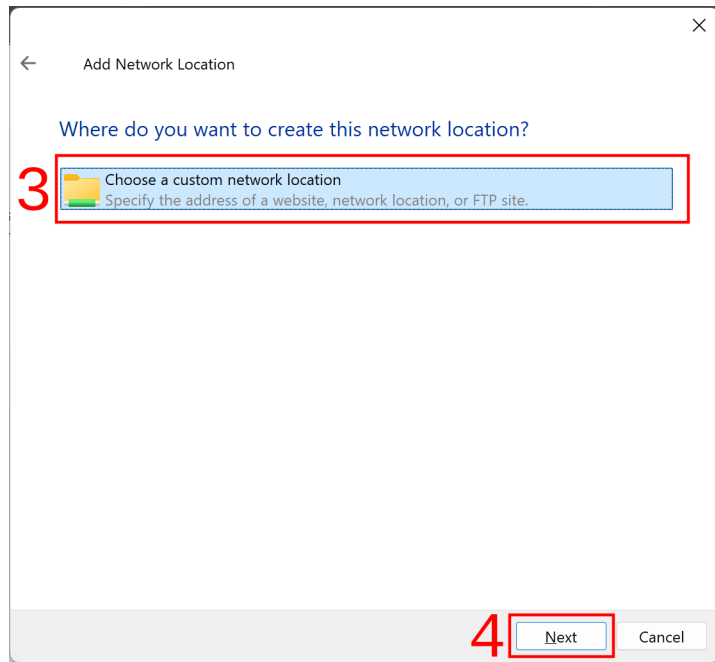 Add Network Location
Where do you want to create this network location?
3
Choose a custom network location
Specify the address of a website, network location, or FTP site.
4
Next
Cancel